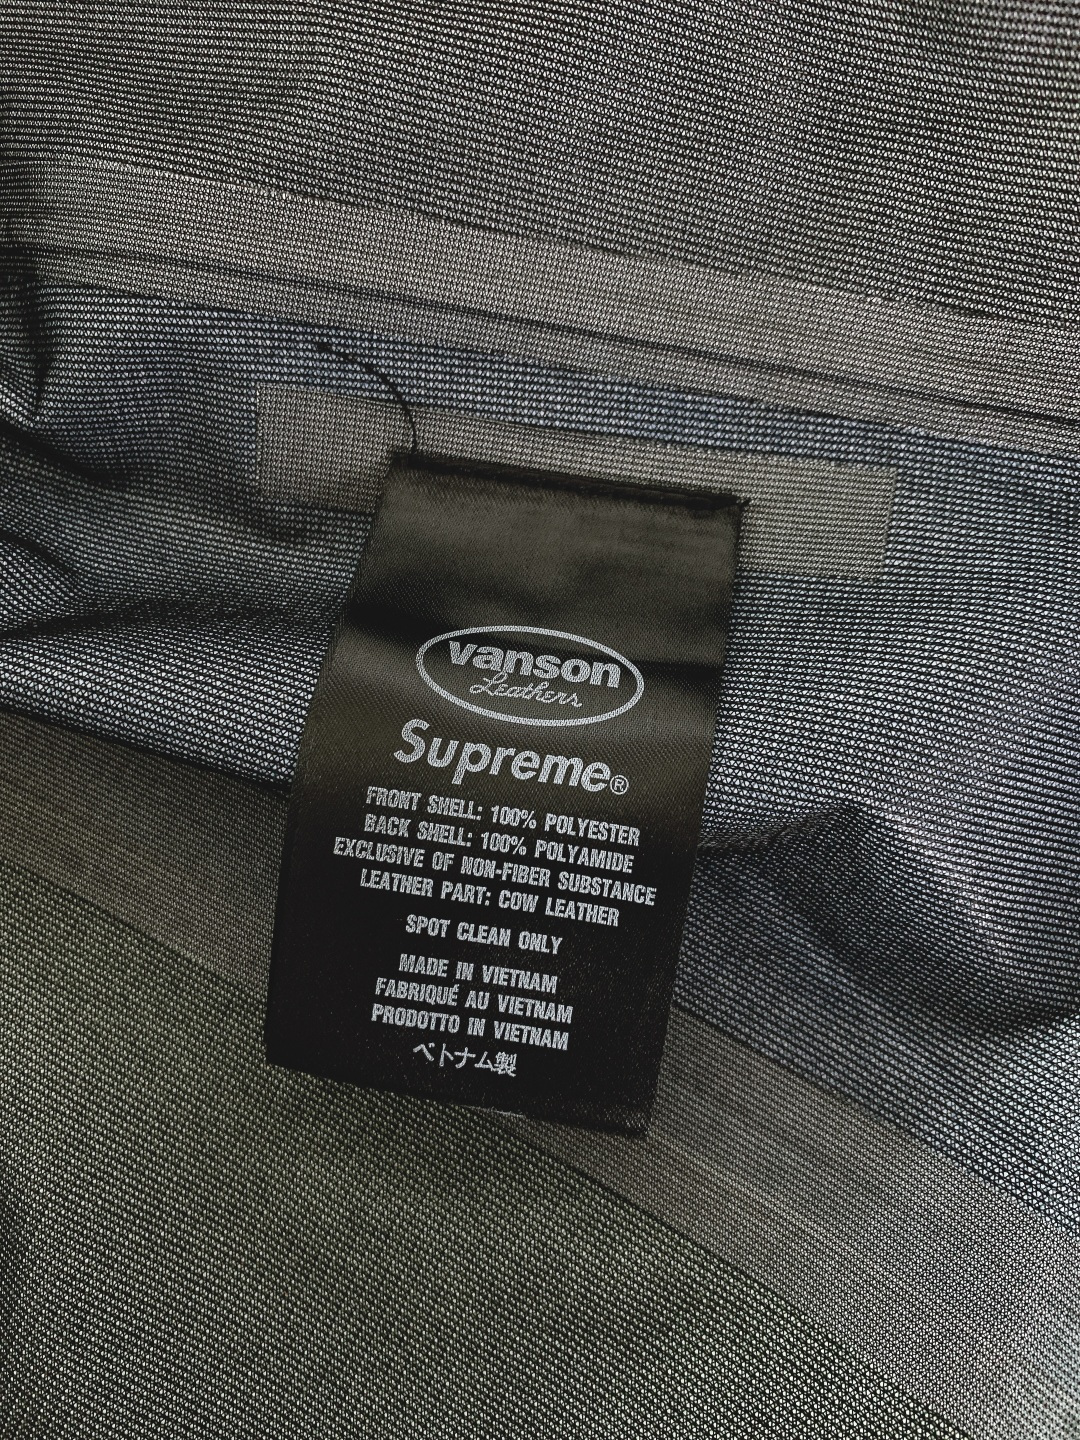 vanson
Leathers
Supreme®
FRONT SHELL: 100% POLYESTER
BACK SHELL: 100% POLYAMIDE
EXCLUSIVE OF NON-FIBER SUBSTANCE
LEATHER PART: COW LEATHER
SPOT CLEAN ONLY
MADE IN VIETNAM
FABRIQUÉ AU VIETNAM
PRODOTTO IN VIETNAM
ベトナム製